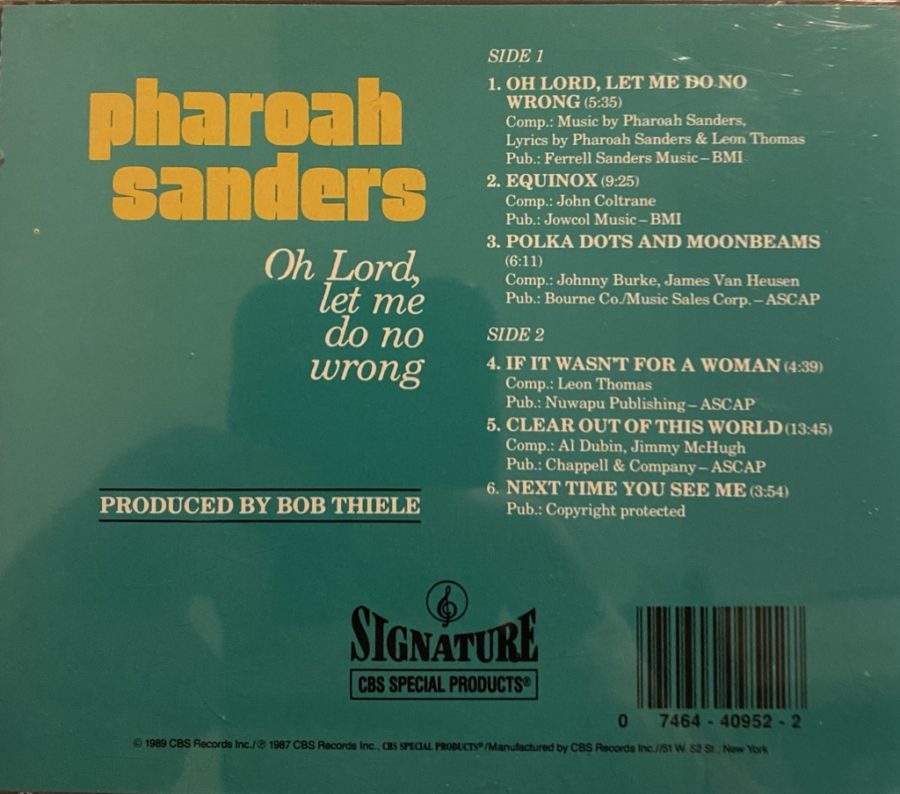 pharoah
sanders
Oh Lord,
let me
do no
wrong
PRODUCED BY BOB THIELE
SIDE 1
1. OH LORD, LET ME DO NO
WRONG (5:35)
Comp.: Music by Pharoah Sanders,
Lyrics by Pharoah Sanders & Leon Thomas
Pub.: Ferrell Sanders Music – BMI
2. EQUINOX (9:25)
Comp.: John Coltrane
Pub.: Jowcol Music – BMI
3. POLKA DOTS AND MOONBEAMS
(6:11)
Comp.: Johnny Burke, James Van Heusen
Pub.: Bourne Co./Music Sales Corp. – ASCAP
SIDE 2
4. IF IT WASN'T FOR A WOMAN (4:39)
Comp.: Leon Thomas
Pub.: Nuwapu Publishing – ASCAP
5. CLEAR OUT OF THIS WORLD (13:45)
Comp.: Al Dubin, Jimmy McHugh
Pub.: Chappell & Company – ASCAP
6. NEXT TIME YOU SEE ME (3:54)
Pub.: Copyright protected
SIGNATURE
CBS SPECIAL PRODUCTS®
0 7464 - 40952 - 2
© 1989 CBS Records Inc./℗ 1987 CBS Records Inc., CBS SPECIAL PRODUCTS®/Manufactured by CBS Records Inc./51 W. 52 St., New York